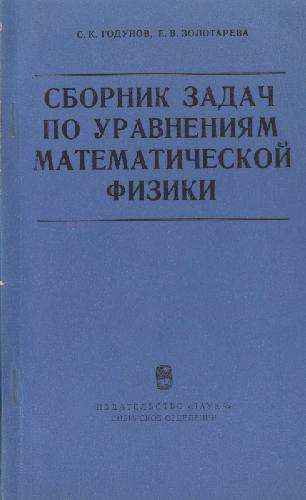 С. К. ГОДУНОВ, Е. В. ЗОЛОТАРЕВА
СБОРНИК ЗАДАЧ
ПО УРАВНЕНИЯМ
МАТЕМАТИЧЕСКОЙ
ФИЗИКИ
ИЗДАТЕЛЬСТВО «НАУКА»
СИБИРСКОЕ ОТДЕЛЕНИЕ